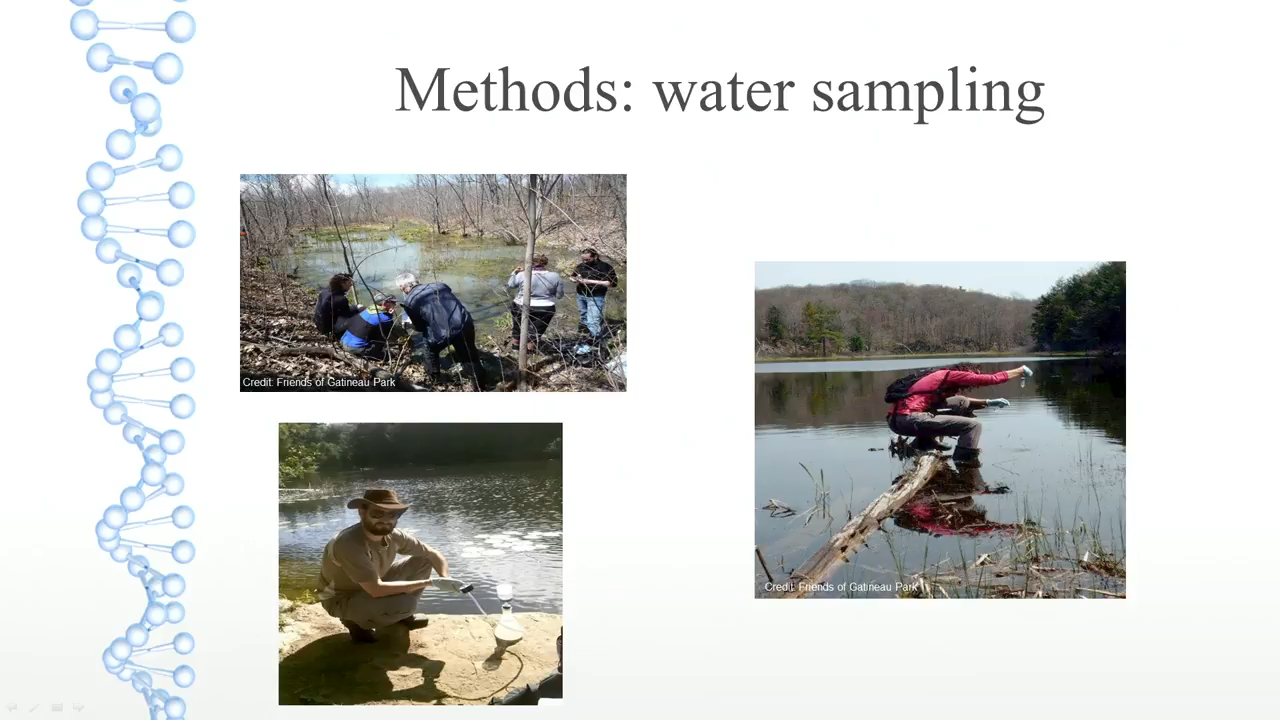 Methods: water sampling
Credit: Friends of Gatineau Park
Credit: Friends of Gatineau Park